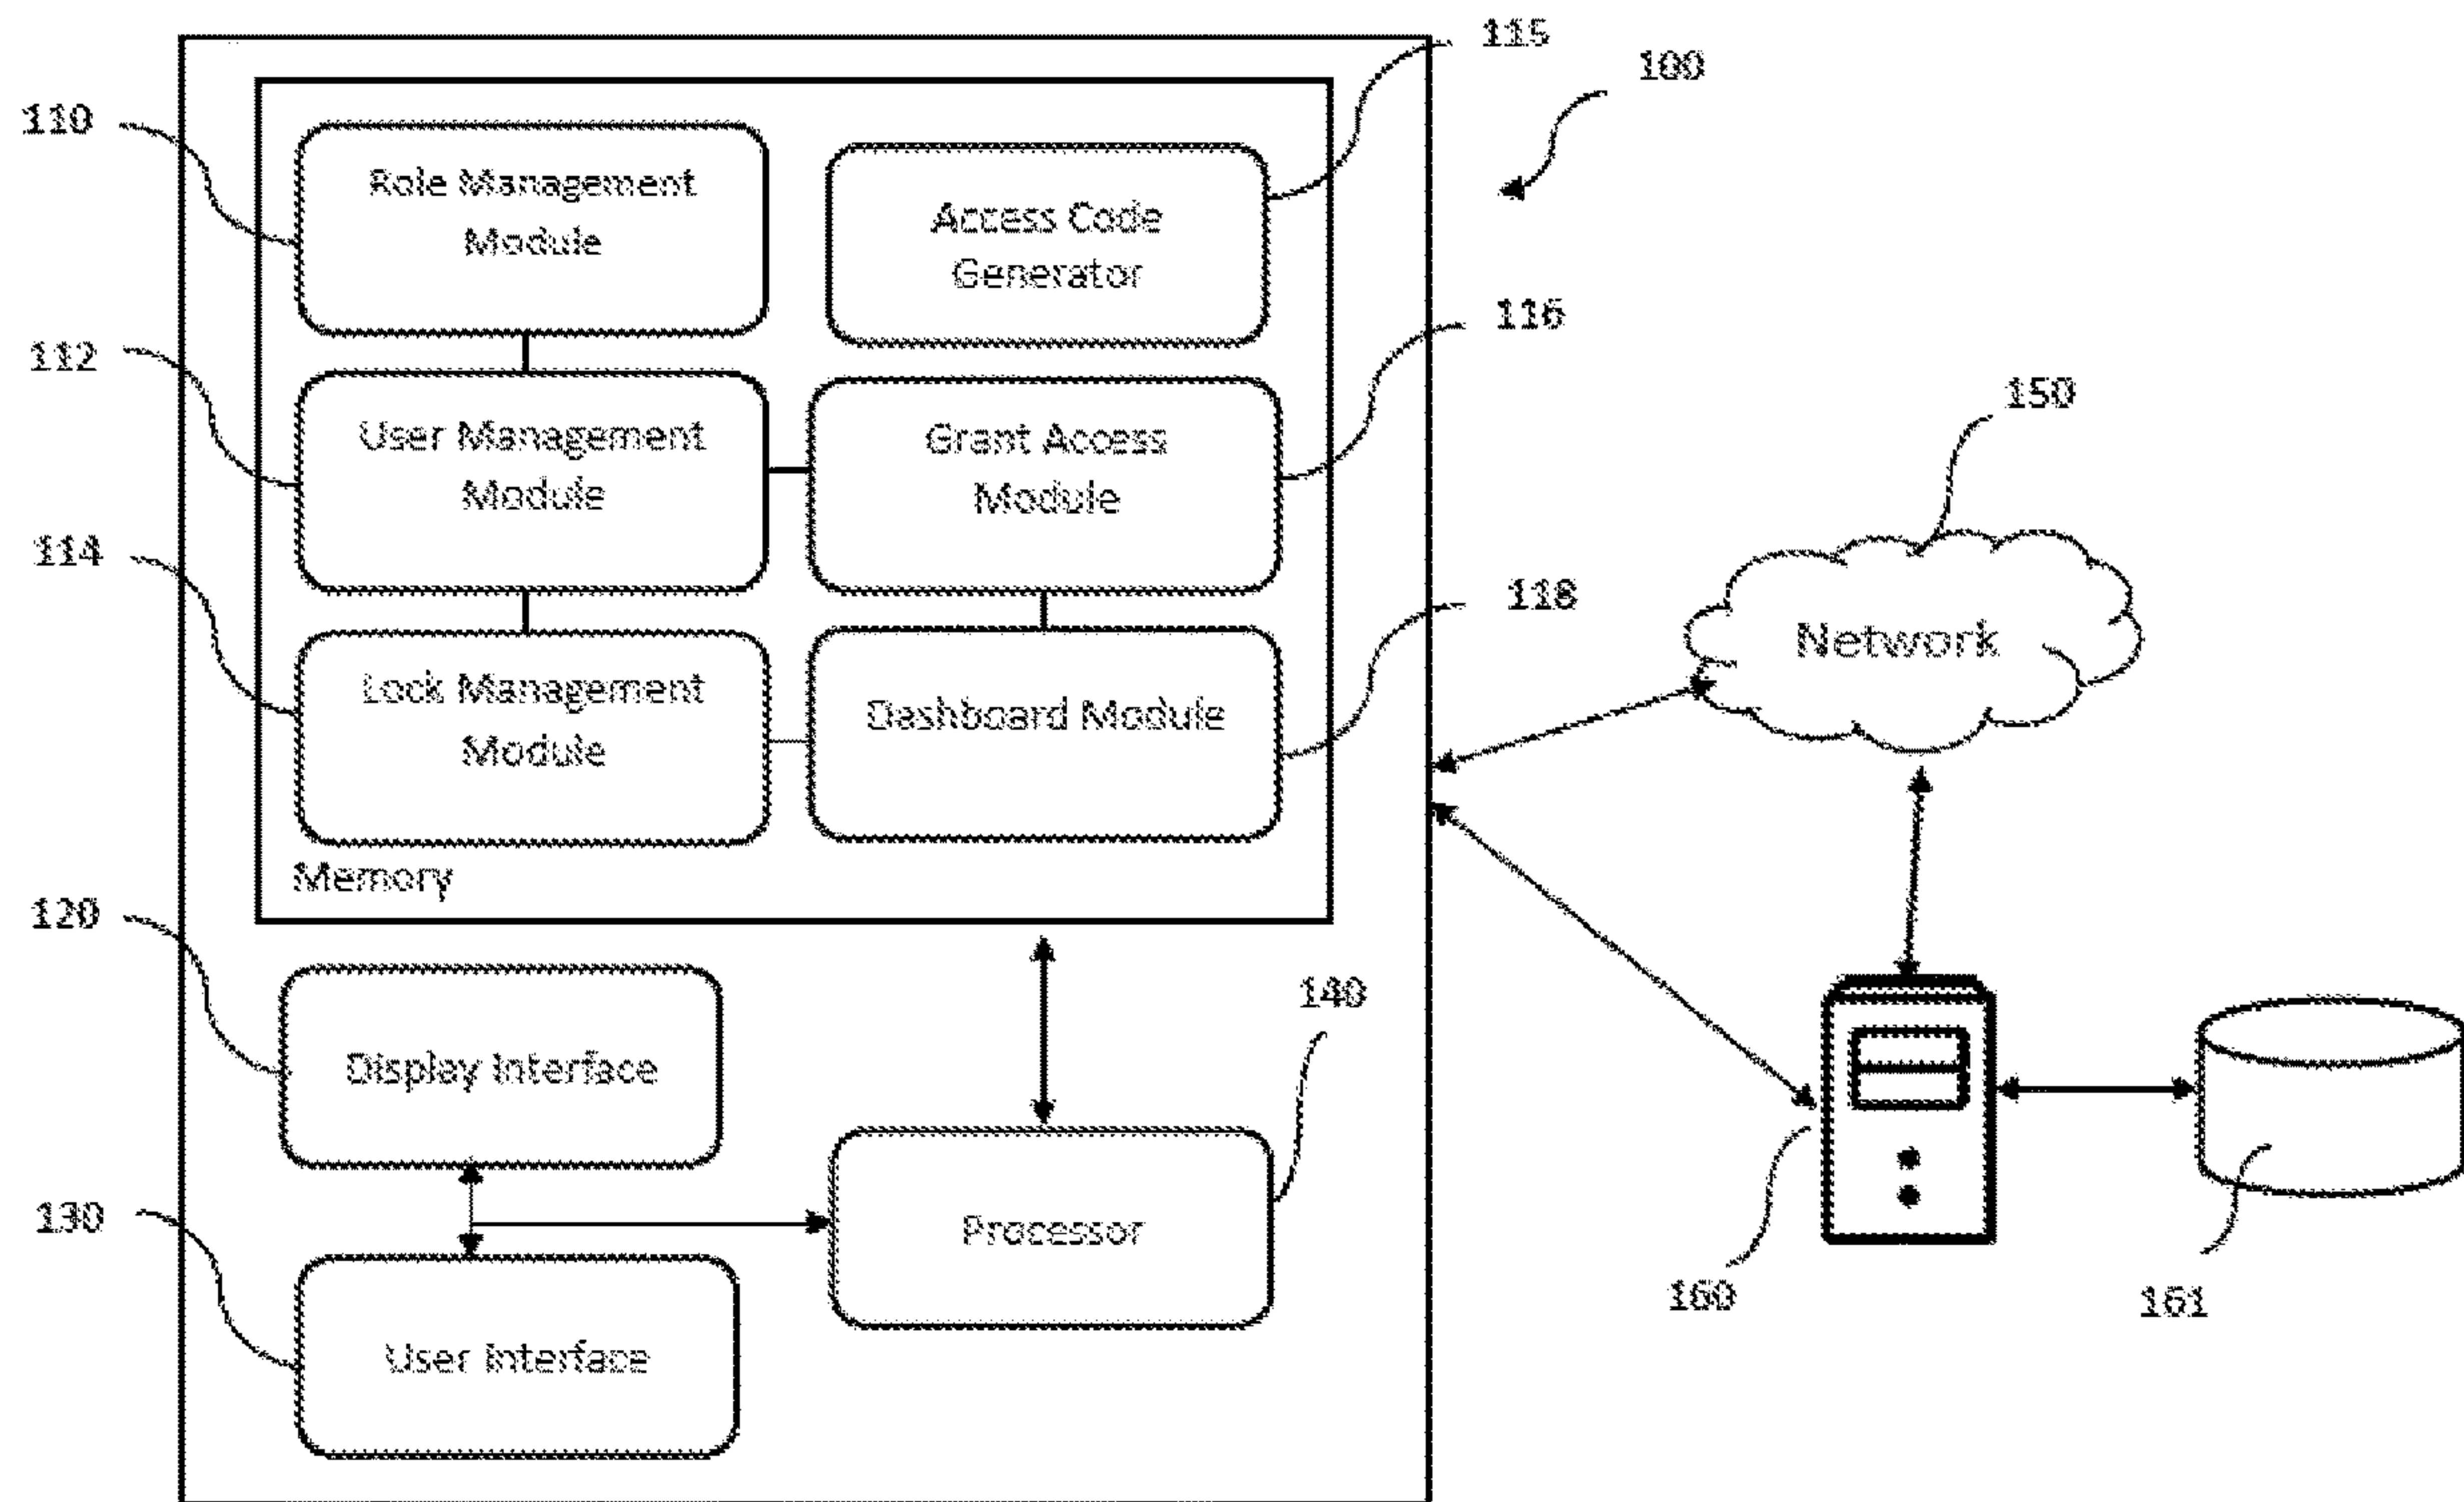 115
100
110
Role Management
Module
Access Code
Generator
116
112
User Management
Module
Grant Access
Module
150
114
118
Lock Management
Module
Dashboard Module
Network
Memory
120
140
Display Interface
130
Processor
User Interface
160
161